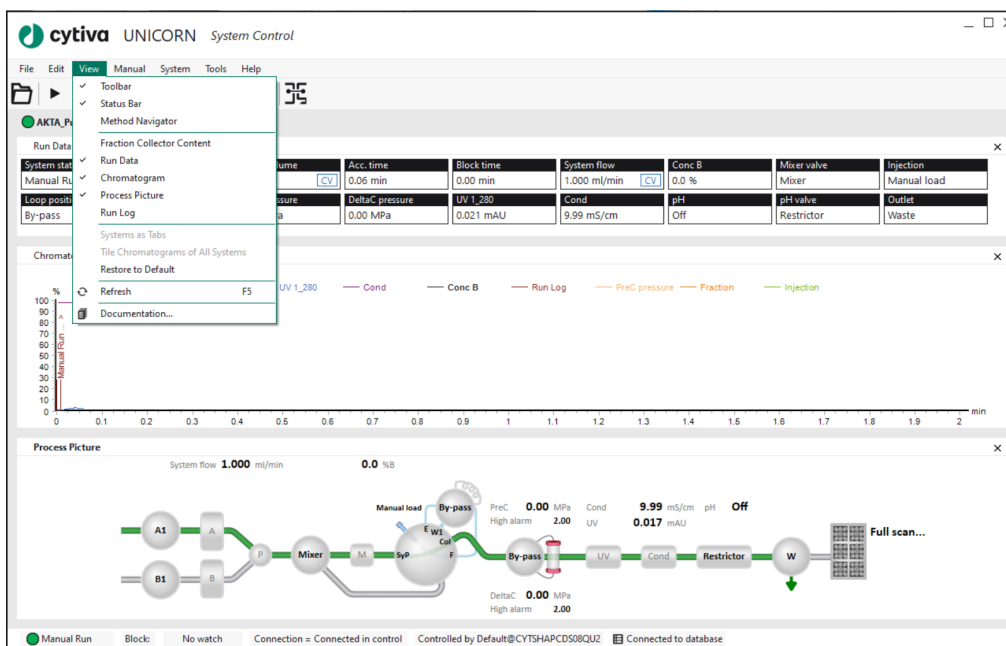 cytiva UNICORN System Control
File Edit View Manual System Tools Help
Toolbar
Status Bar
Method Navigator
Fraction Collector Content
Run Data
Chromatogram
Process Picture
Run Log
Systems as Tabs
Tile Chromatograms of All Systems
Restore to Default
Refresh F5
Documentation...
Run Data
Acc. time Block time System flow Conc B Mixer valve Injection
CV 0.06 min 0.00 min 1.000 ml/min CV 0.0 % Mixer Manual load
DeltaC pressure UV 1_280 Cond pH pH valve Outlet
By-pass 0.00 MPa 0.021 mAU 9.99 mS/cm Off Restrictor Waste
UV 1_280 Cond Conc B Run Log PreC pressure Fraction Injection
%
100
90
80
70
60
50
40
30
20
10
0
Manual Run
0 0.1 0.2 0.3 0.4 0.5 0.6 0.7 0.8 0.9 1 1.1 1.2 1.3 1.4 1.5 1.6 1.7 1.8 1.9 2 min
Process Picture
System flow 1.000 ml/min 0.0 %B
Manual load By-pass PreC 0.00 MPa Cond 9.99 mS/cm pH Off
High alarm 2.00 UV 0.017 mAU
A1 A E W1 Full scan...
Col
P Mixer M SyP F By-pass UV Cond Restrictor W
B1 B
DeltaC 0.00 MPa
High alarm 2.00
Manual Run Block: No watch Connection = Connected in control Controlled by Default@CYTSHAPCDS08QU2 Connected to database